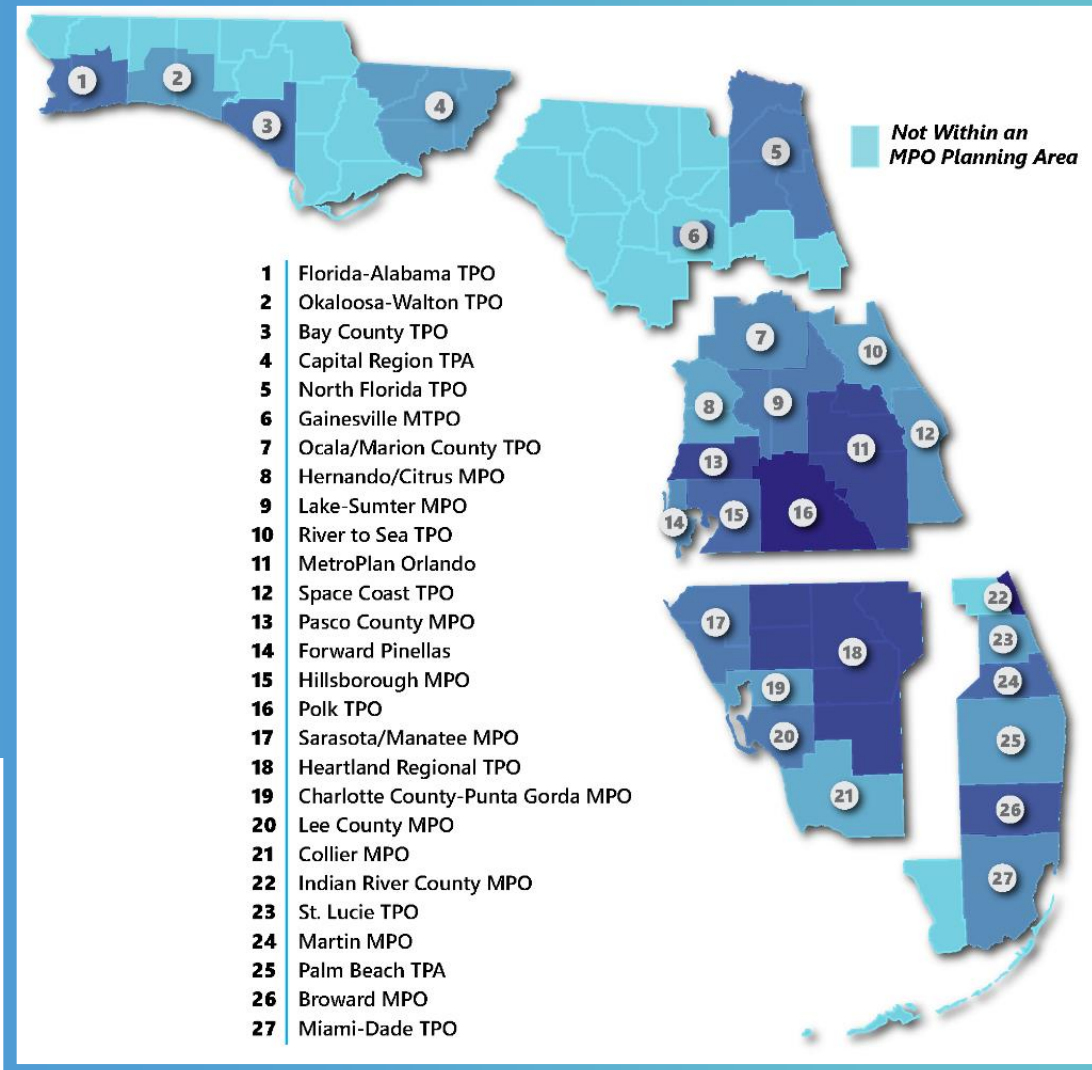 1
2
3
4
5
6
Not Within an
MPO Planning Area
1 Florida-Alabama TPO
2 Okaloosa-Walton TPO
3 Bay County TPO
4 Capital Region TPA
5 North Florida TPO
6 Gainesville MTPO
7 Ocala/Marion County TPO
8 Hernando/Citrus MPO
9 Lake-Sumter MPO
10 River to Sea TPO
11 MetroPlan Orlando
12 Space Coast TPO
13 Pasco County MPO
14 Forward Pinellas
15 Hillsborough MPO
16 Polk TPO
17 Sarasota/Manatee MPO
18 Heartland Regional TPO
19 Charlotte County-Punta Gorda MPO
20 Lee County MPO
21 Collier MPO
22 Indian River County MPO
23 St. Lucie TPO
24 Martin MPO
25 Palm Beach TPA
26 Broward MPO
27 Miami-Dade TPO
7
10
8
9
12
11
13
16
15
14
22
17
23
18
24
19
20
25
21
26
27